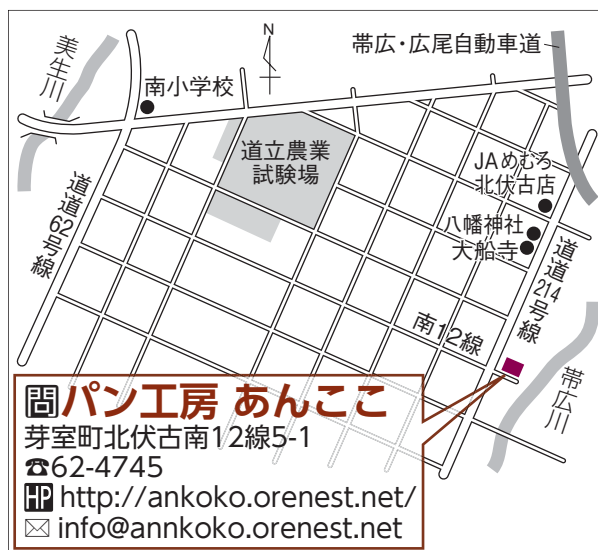 N
帯広・広尾自動車道
美生川
南小学校
道立農業
試験場
JAめむろ
北伏古店
八幡神社
大船寺
道道62号線
道道214号線
南12線
帯広川
問パン工房 あんここ
芽室町北伏古南12線5-1
☎62-4745
HP http://ankoko.orenest.net/
✉ info@annkoko.orenest.net